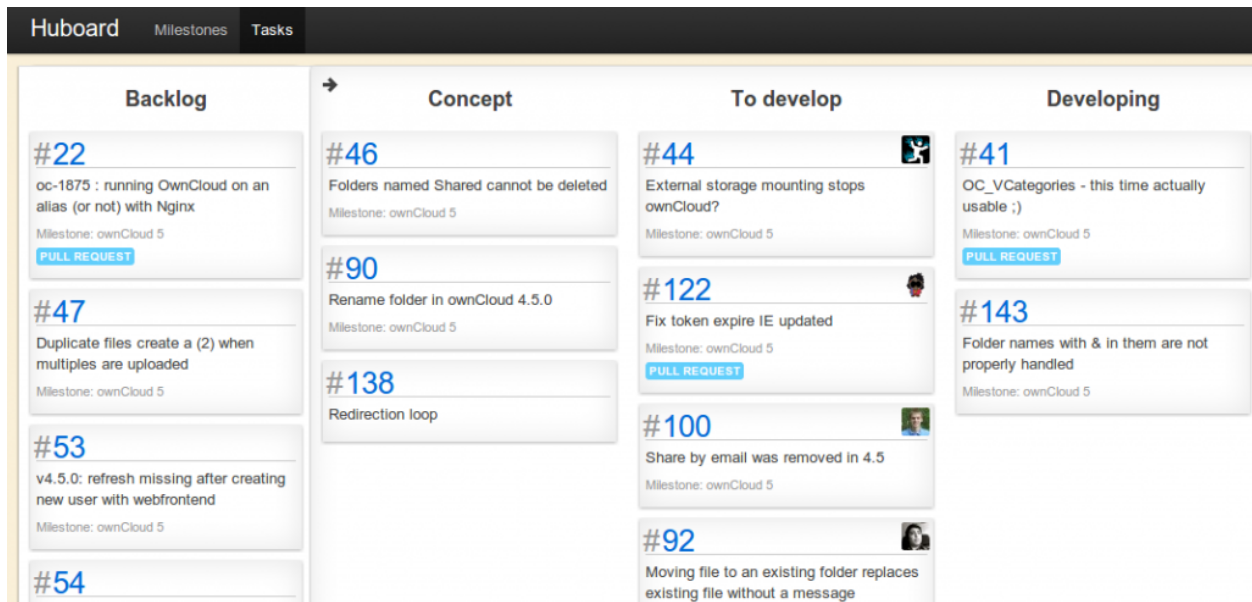 Huboard Milestones Tasks
Backlog
#22
oc-1875 : running OwnCloud on an
alias (or not) with Nginx
Milestone: ownCloud 5
PULL REQUEST
#47
Duplicate files create a (2) when
multiples are uploaded
Milestone: ownCloud 5
#53
v4.5.0: refresh missing after creating
new user with webfrontend
Milestone: ownCloud 5
#54
Concept
#46
Folders named Shared cannot be deleted
Milestone: ownCloud 5
#90
Rename folder in ownCloud 4.5.0
Milestone: ownCloud 5
#138
Redirection loop
To develop
#44
External storage mounting stops
ownCloud?
Milestone: ownCloud 5
#122
Fix token expire IE updated
Milestone: ownCloud 5
PULL REQUEST
#100
Share by email was removed in 4.5
Milestone: ownCloud 5
#92
Moving file to an existing folder replaces
existing file without a message
Developing
#41
OC_VCategories - this time actually
usable ;)
Milestone: ownCloud 5
PULL REQUEST
#143
Folder names with & in them are not
properly handled
Milestone: ownCloud 5